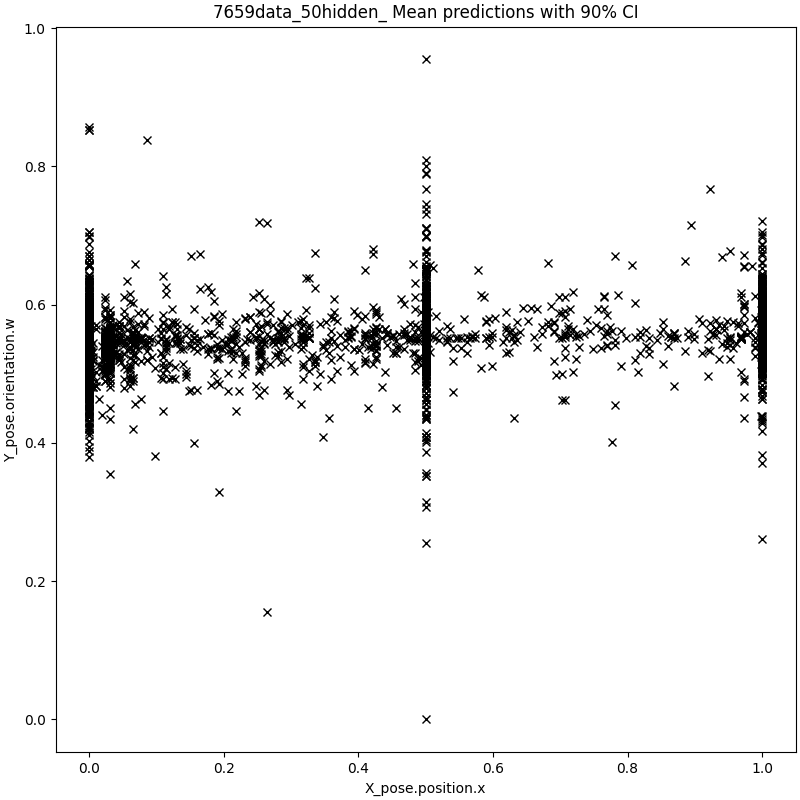 7659data_50hidden_ Mean predictions with 90% CI
1.0
0.8
0.6
0.4
0.2
0.0
Y_pose.orientation.w
0.0 0.2 0.4 0.6 0.8 1.0
X_pose.position.x